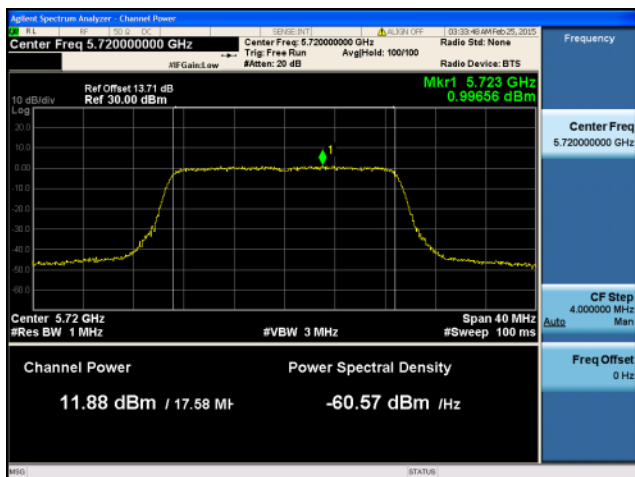 Agilent Spectrum Analyzer - Channel Power
RL RF 50 Ω DC SENSE:INT ALIGN OFF 03:33:48 AM Feb 25, 2015
Center Freq 5.720000000 GHz Center Freq: 5.720000000 GHz Radio Std: None
Trig: Free Run Avg|Hold: 100/100
#IFGain:Low #Atten: 20 dB Radio Device: BTS
Frequency
Ref Offset 13.71 dB Mkr1 5.723 GHz
10 dB/div Ref 30.00 dBm 0.99656 dBm
Log
20.0
10.0
0.00
-10.0
-20.0
-30.0
-40.0
-50.0
-60.0
1
Center 5.72 GHz Span 40 MHz
#Res BW 1 MHz #VBW 3 MHz #Sweep 100 ms
Channel Power Power Spectral Density
11.88 dBm / 17.58 MH -60.57 dBm /Hz
Center Freq
5.720000000 GHz
CF Step
4.000000 MHz
Auto Man
Freq Offset
0 Hz
MSG STATUS